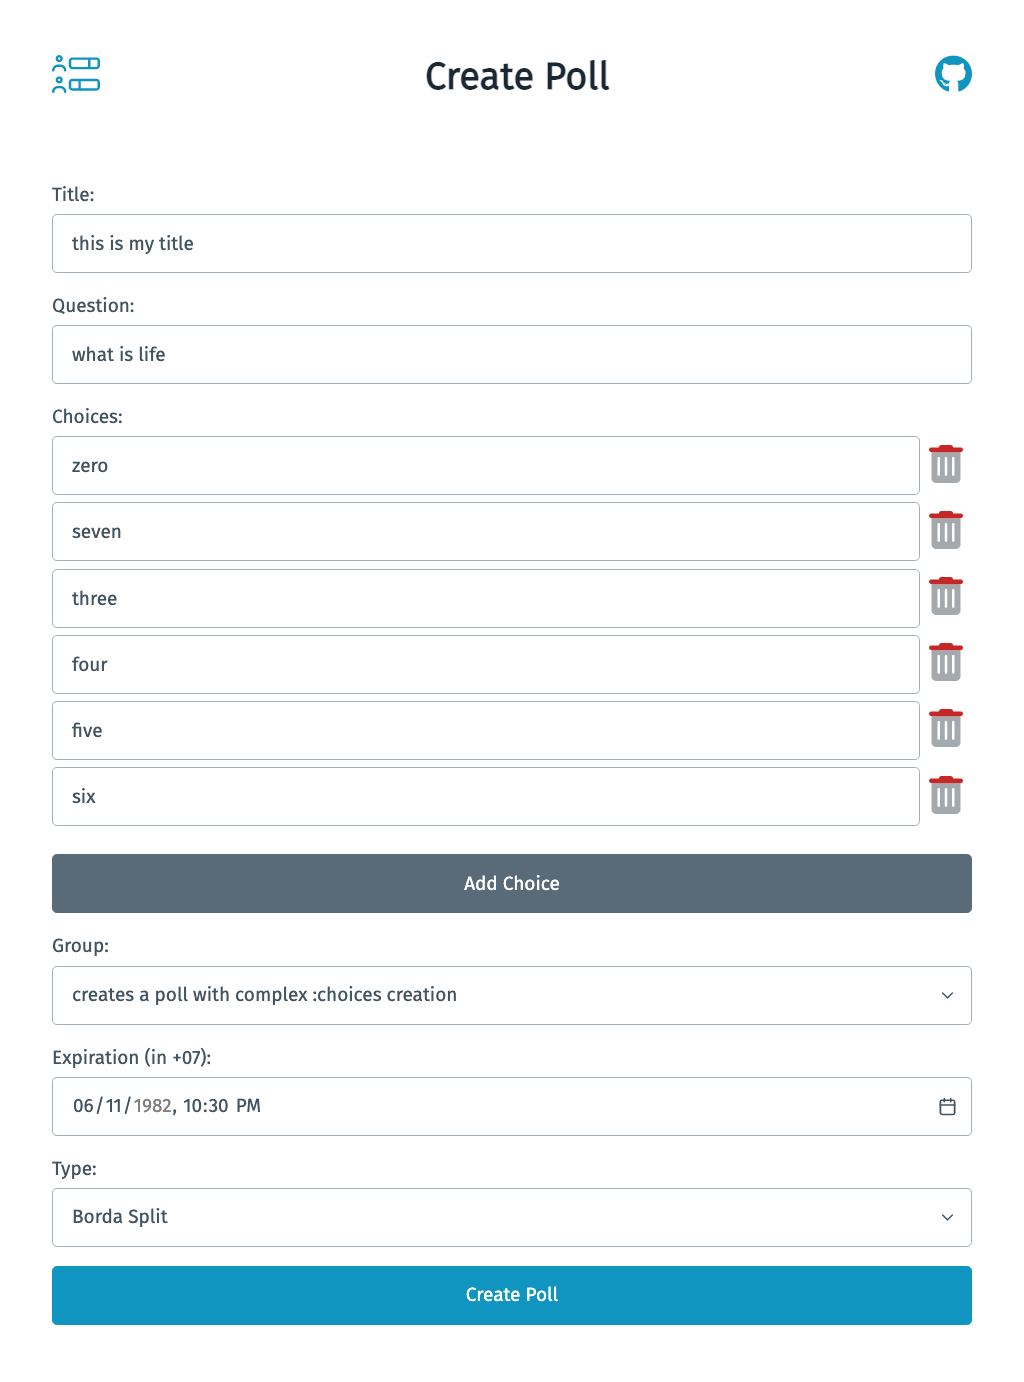 Create Poll
Title:
this is my title
Question:
what is life
Choices:
zero
seven
three
four
five
six
Add Choice
Group:
creates a poll with complex :choices creation
Expiration (in +07):
06/11/1982, 10:30 PM
Type:
Borda Split
Create Poll